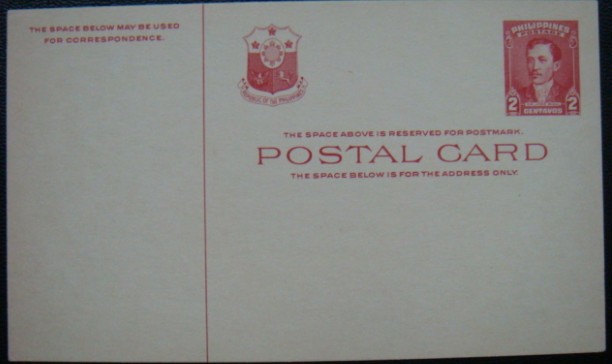 THE SPACE BELOW MAY BE USED
FOR CORRESPONDENCE.
REPUBLIC OF THE PHILIPPINES
PHILIPPINES
2 2
CENTAVOS
THE SPACE ABOVE IS RESERVED FOR POSTMARK.
POSTAL CARD
THE SPACE BELOW IS FOR THE ADDRESS ONLY.